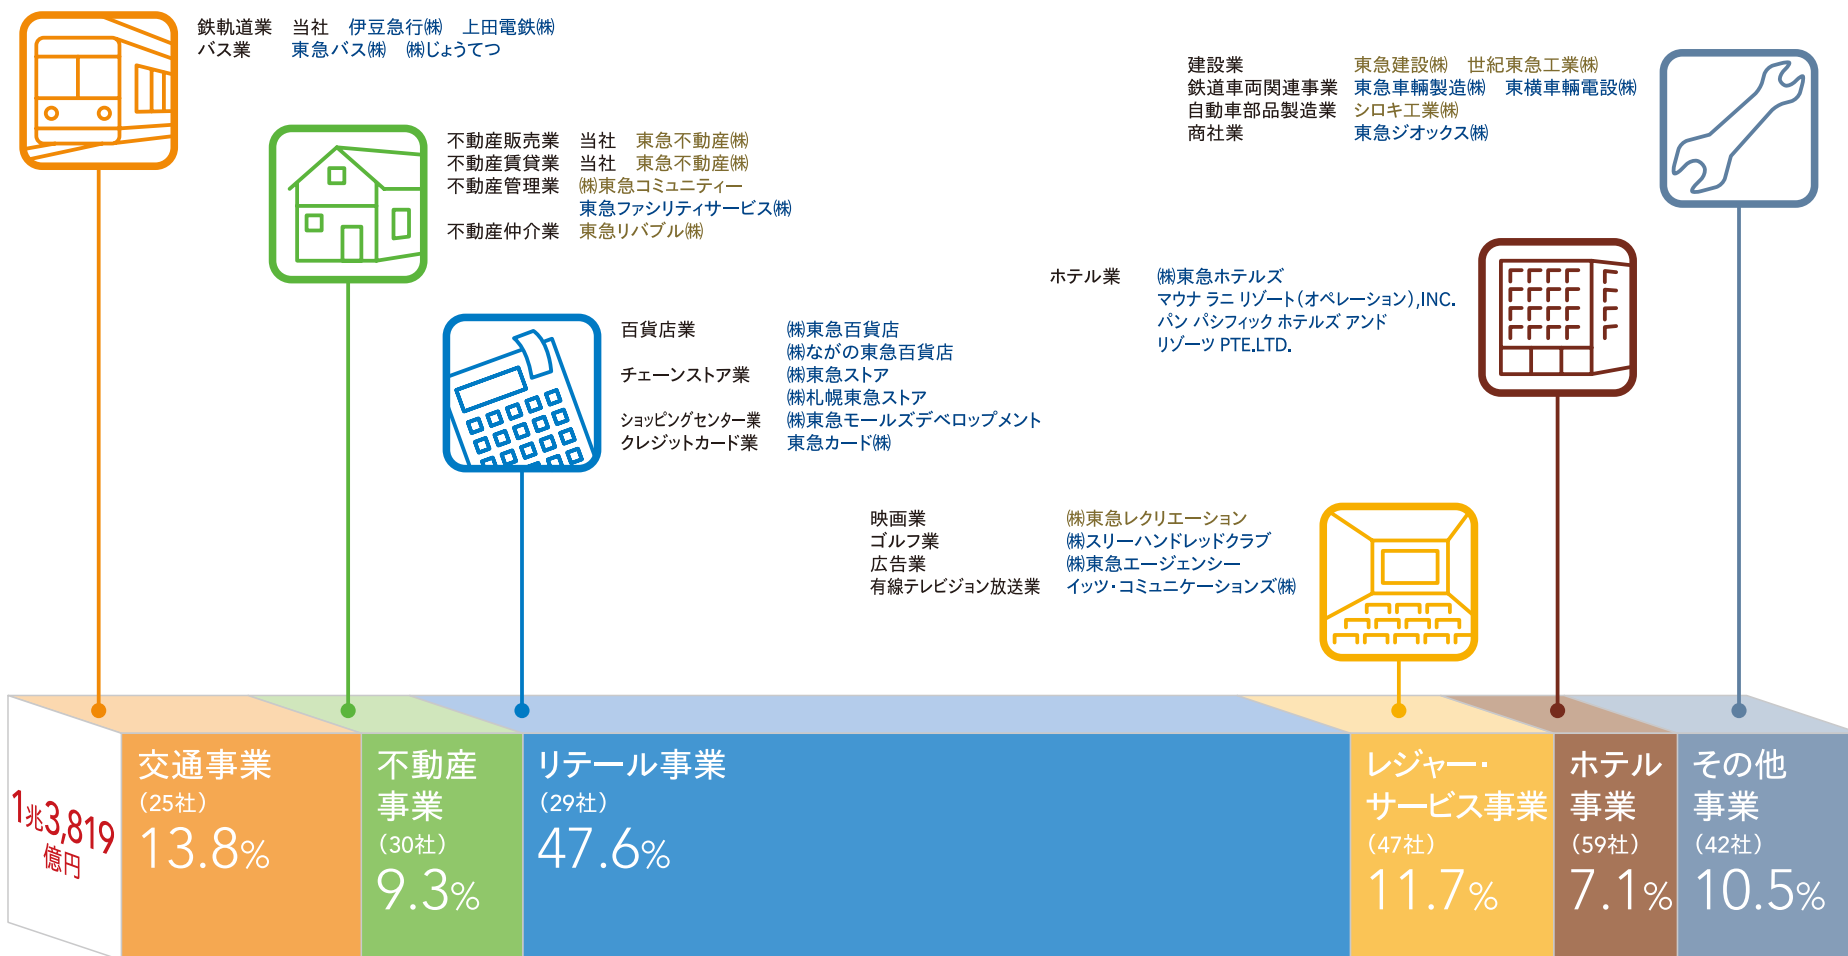 鉄軌道業 当社 伊豆急行㈱ 上田電鉄㈱
バス業 東急バス㈱ ㈱じょうてつ
不動産販売業 当社 東急不動産㈱
不動産賃貸業 当社 東急不動産㈱
不動産管理業 ㈱東急コミュニティー
東急ファシリティサービス㈱
不動産仲介業 東急リバブル㈱
百貨店業 ㈱東急百貨店
㈱ながの東急百貨店
チェーンストア業 ㈱東急ストア
㈱札幌東急ストア
ショッピングセンター業 ㈱東急モールズデベロップメント
クレジットカード業 東急カード㈱
映画業 ㈱東急レクリエーション
ゴルフ業 ㈱スリーハンドレッドクラブ
広告業 ㈱東急エージェンシー
有線テレビジョン放送業 イッツ・コミュニケーションズ㈱
ホテル業 ㈱東急ホテルズ
マウナ ラニ リゾート(オペレーション),INC.
パン パシフィック ホテルズ アンド
リゾーツ PTE.LTD.
建設業 東急建設㈱ 世紀東急工業㈱
鉄道車両関連事業 東急車輛製造㈱ 東横車輛電設㈱
自動車部品製造業 シロキ工業㈱
商社業 東急ジオックス㈱
1兆3,819
億円
交通事業
(25社)
13.8%
不動産
事業
(30社)
9.3%
リテール事業
(29社)
47.6%
レジャー・
サービス事業
(47社)
11.7%
ホテル
事業
(59社)
7.1%
その他
事業
(42社)
10.5%